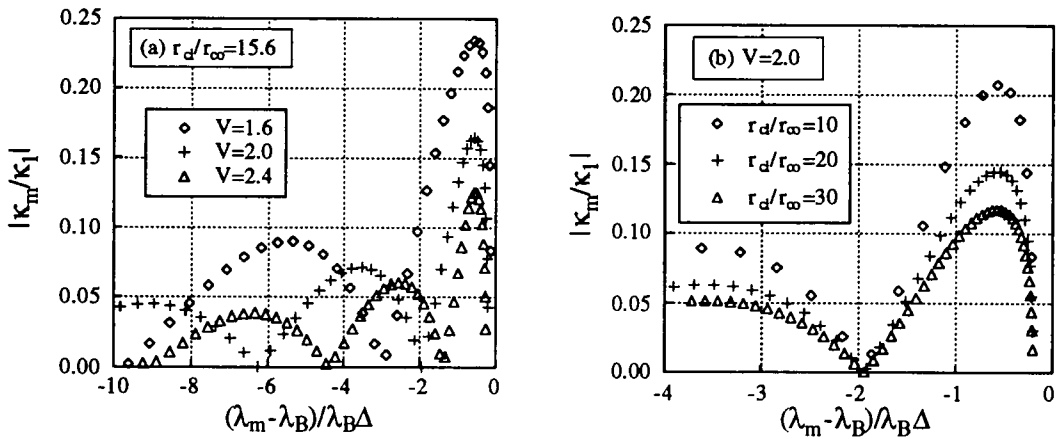 (a) r_cl/r_co=15.6
V=1.6
V=2.0
V=2.4
0.25
0.20
0.15
0.10
0.05
0.00
|κ_m/κ_1|
-10
-8
-6
-4
-2
0
(λ_m-λ_B)/λ_BΔ
(b) V=2.0
r_cl/r_co=10
r_cl/r_co=20
r_cl/r_co=30
0.25
0.20
0.15
0.10
0.05
0.00
|κ_m/κ_1|
-4
-3
-2
-1
0
(λ_m-λ_B)/λ_BΔ